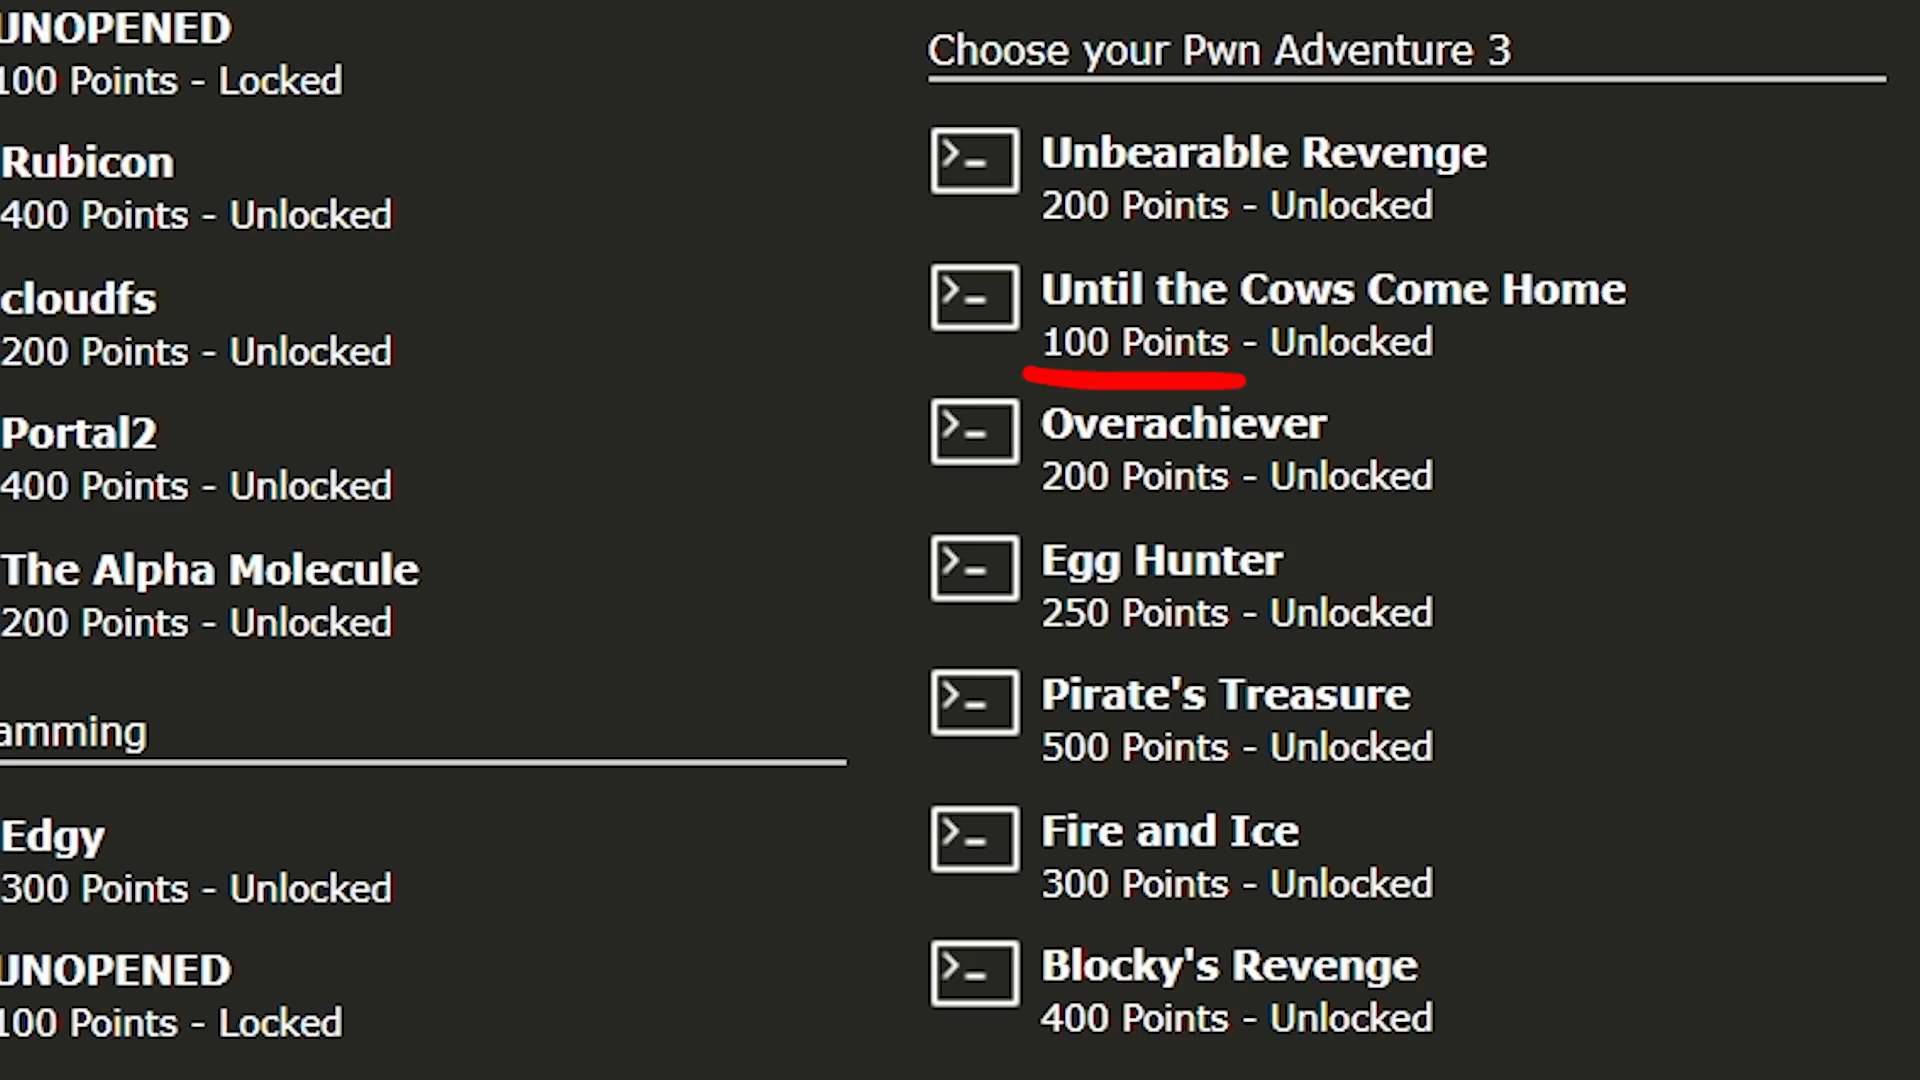 UNOPENED
100 Points - Locked
Rubicon
400 Points - Unlocked
cloudfs
200 Points - Unlocked
Portal2
400 Points - Unlocked
The Alpha Molecule
200 Points - Unlocked
amming
Edgy
300 Points - Unlocked
UNOPENED
100 Points - Locked
Choose your Pwn Adventure 3
Unbearable Revenge
200 Points - Unlocked
Until the Cows Come Home
100 Points - Unlocked
Overachiever
200 Points - Unlocked
Egg Hunter
250 Points - Unlocked
Pirate's Treasure
500 Points - Unlocked
Fire and Ice
300 Points - Unlocked
Blocky's Revenge
400 Points - Unlocked